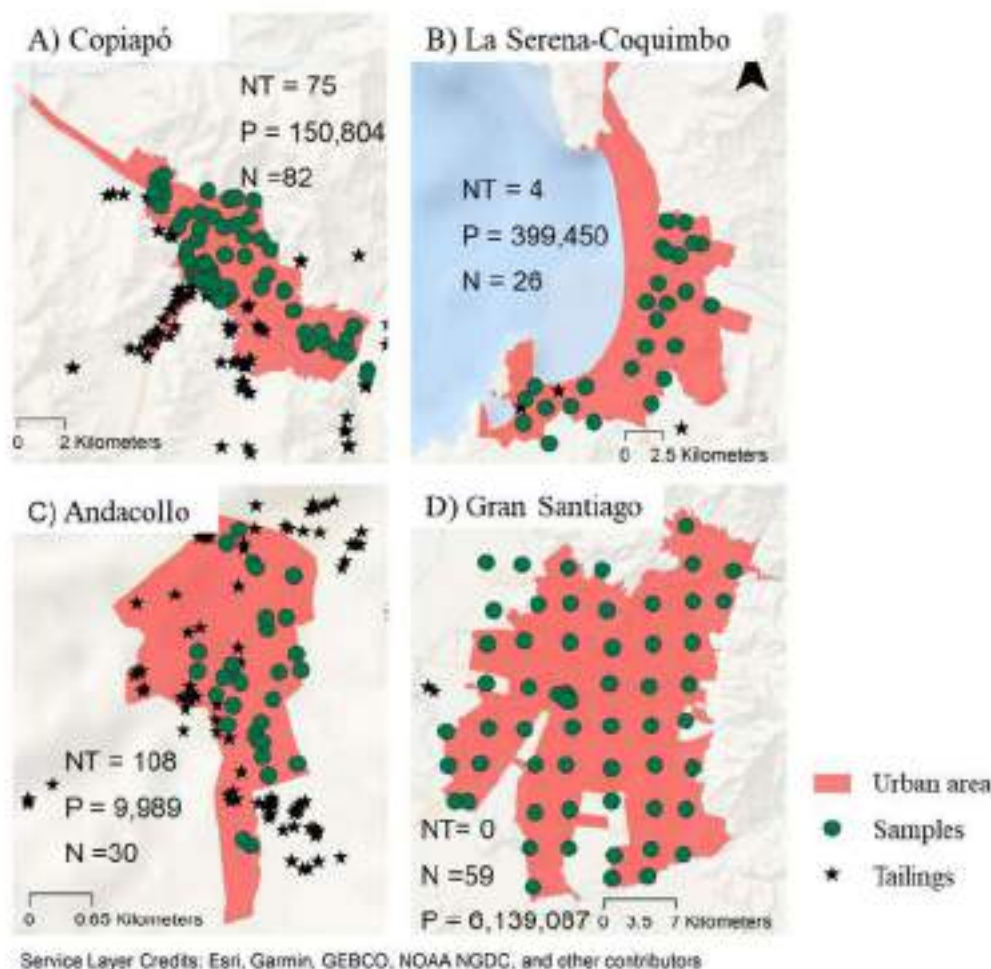 A) Copiapó
NT = 75
P = 150,804
N =82
0 2 Kilometers
B) La Serena-Coquimbo
NT = 4
P = 399,450
N = 26
0 2.5 Kilometers
C) Andacollo
NT = 108
P = 9,989
N =30
0 0.65 Kilometers
D) Gran Santiago
NT= 0
N =59
P = 6,139,087
0 3.5 7 Kilometers
Urban area
Samples
Tailings
Service Layer Credits: Esri, Garmin, GEBCO, NOAA NGDC, and other contributors